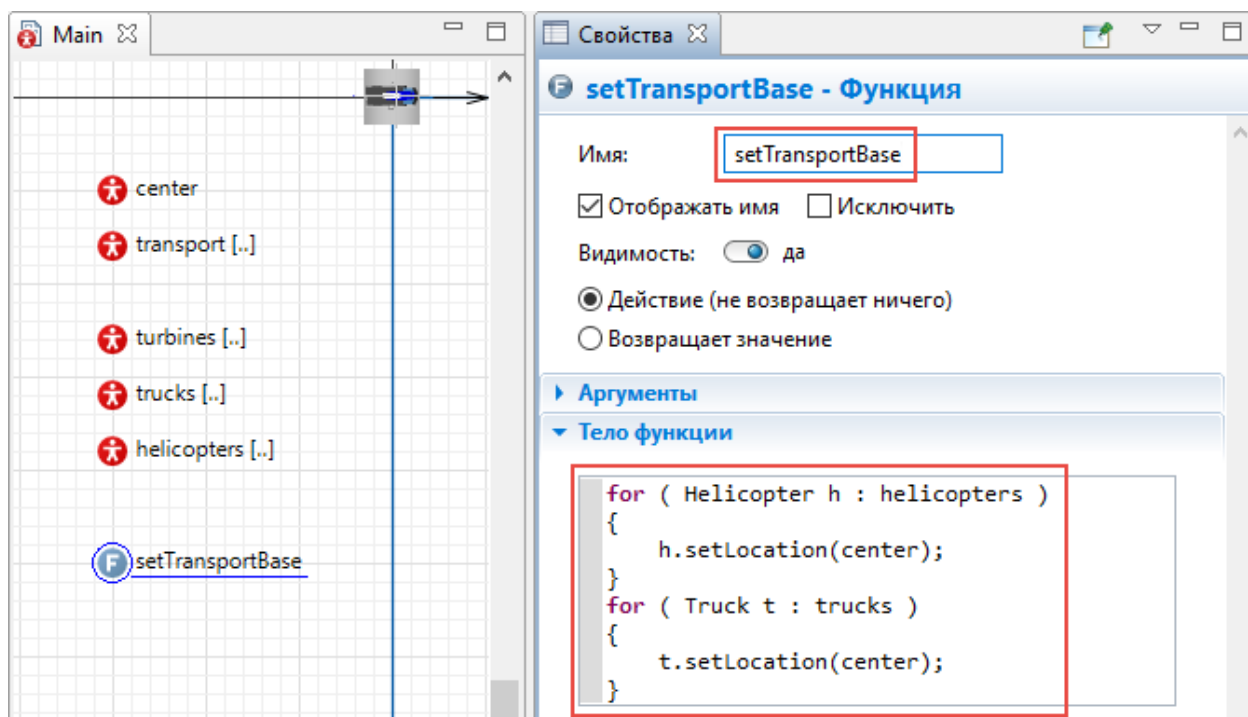 Main
center
transport [..]
turbines [..]
trucks [..]
helicopters [..]
F setTransportBase
Свойства
F setTransportBase - Функция
Имя: setTransportBase
Отображать имя Исключить
Видимость: да
Действие (не возвращает ничего)
Возвращает значение
Аргументы
Тело функции
for ( Helicopter h : helicopters )
{
    h.setLocation(center);
}
for ( Truck t : trucks )
{
    t.setLocation(center);
}